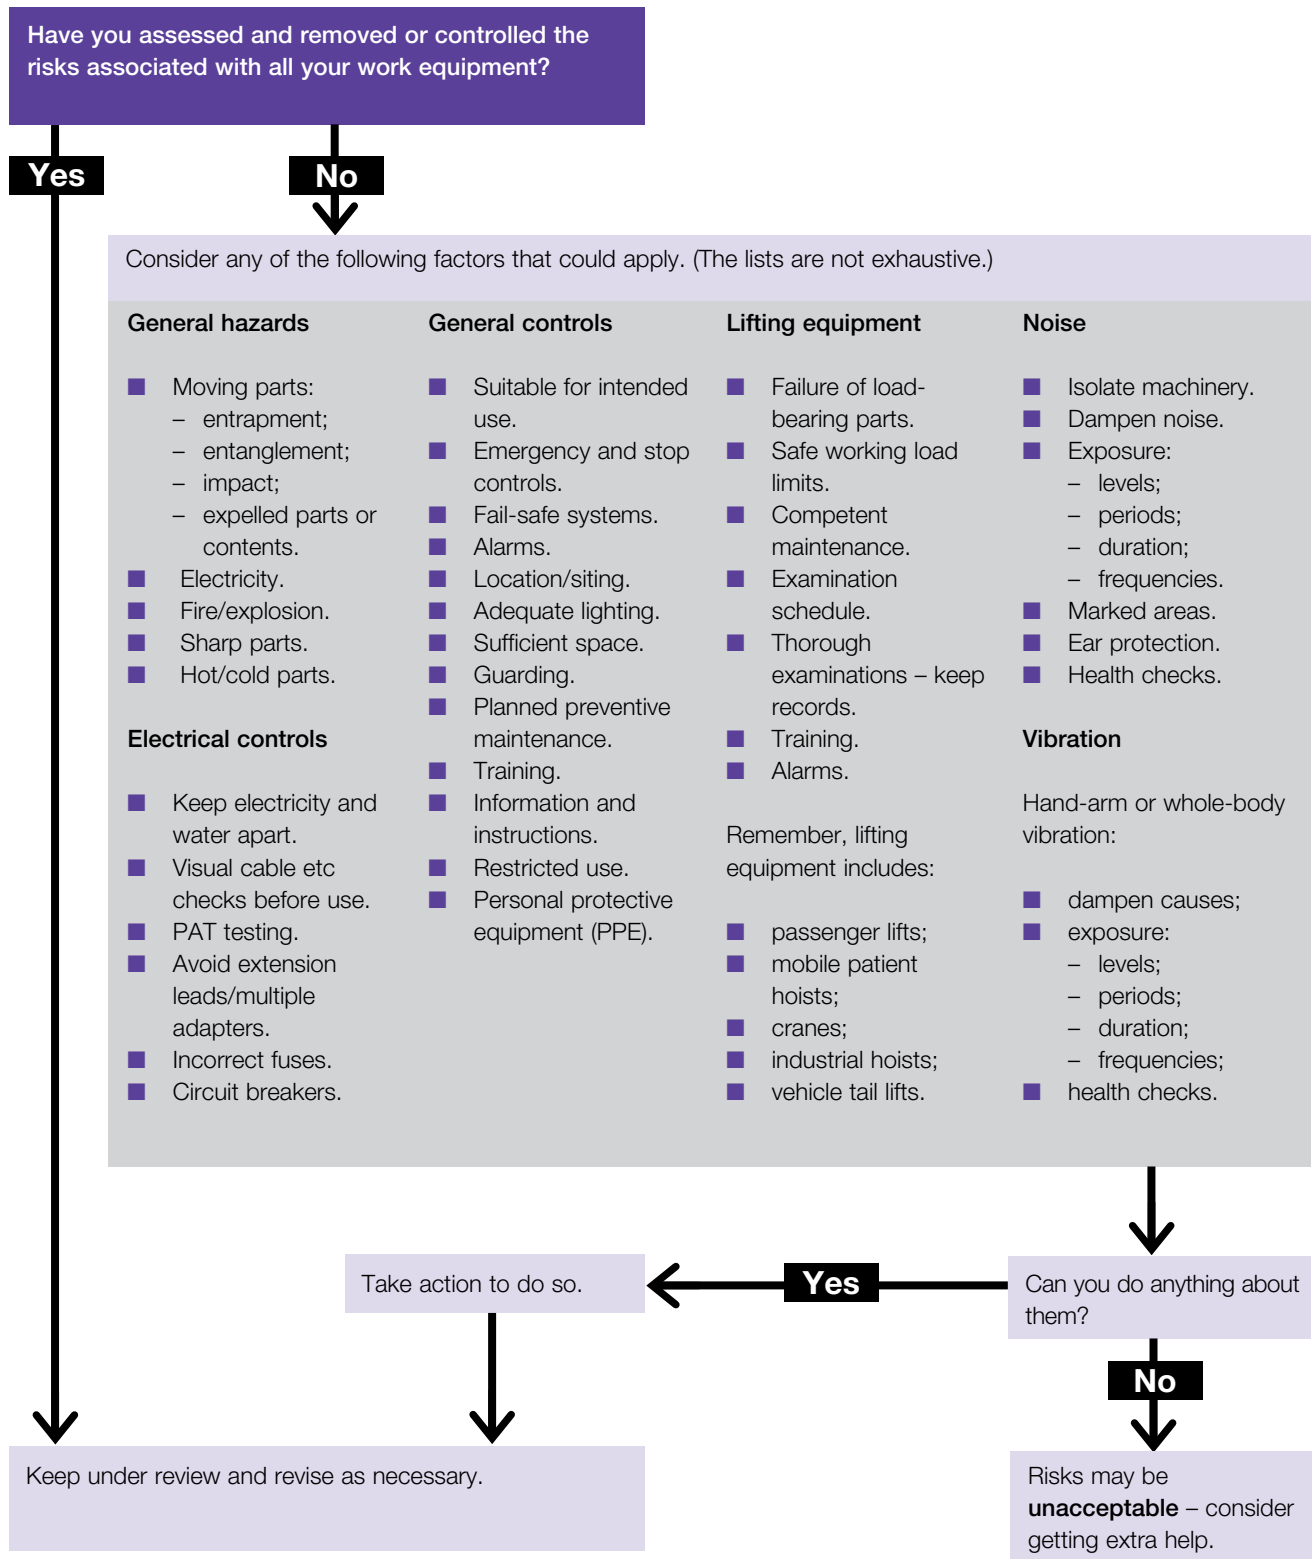 Have you assessed and removed or controlled the
risks associated with all your work equipment?
Yes
No
Consider any of the following factors that could apply. (The lists are not exhaustive.)
General hazards
■ Moving parts:
– entrapment;
– entanglement;
– impact;
– expelled parts or
contents.
■ Electricity.
■ Fire/explosion.
■ Sharp parts.
■ Hot/cold parts.
Electrical controls
■ Keep electricity and
water apart.
■ Visual cable etc
checks before use.
■ PAT testing.
■ Avoid extension
leads/multiple
adapters.
■ Incorrect fuses.
■ Circuit breakers.
General controls
■ Suitable for intended
use.
■ Emergency and stop
controls.
■ Fail-safe systems.
■ Alarms.
■ Location/siting.
■ Adequate lighting.
■ Sufficient space.
■ Guarding.
■ Planned preventive
maintenance.
■ Training.
■ Information and
instructions.
■ Restricted use.
■ Personal protective
equipment (PPE).
Lifting equipment
■ Failure of load-
bearing parts.
■ Safe working load
limits.
■ Competent
maintenance.
■ Examination
schedule.
■ Thorough
examinations – keep
records.
■ Training.
■ Alarms.
Remember, lifting
equipment includes:
■ passenger lifts;
■ mobile patient
hoists;
■ cranes;
■ industrial hoists;
■ vehicle tail lifts.
Noise
■ Isolate machinery.
■ Dampen noise.
■ Exposure:
– levels;
– periods;
– duration;
– frequencies.
■ Marked areas.
■ Ear protection.
■ Health checks.
Vibration
Hand-arm or whole-body
vibration:
■ dampen causes;
■ exposure:
– levels;
– periods;
– duration;
– frequencies;
■ health checks.
Can you do anything about
them?
Yes
Take action to do so.
No
Keep under review and revise as necessary.
Risks may be
unacceptable – consider
getting extra help.